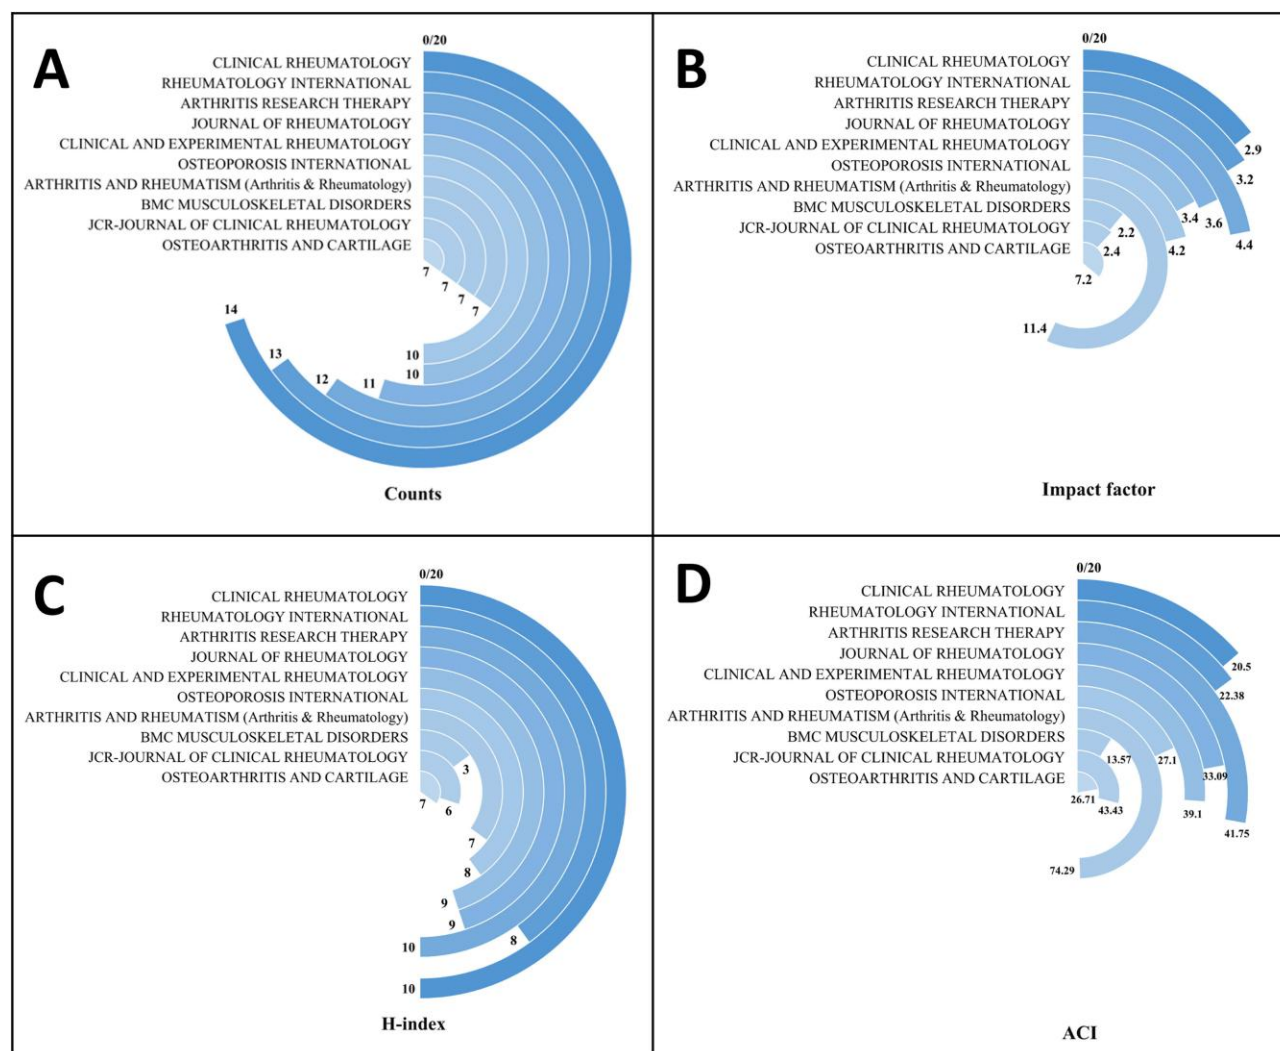 A
0/20
CLINICAL RHEUMATOLOGY
RHEUMATOLOGY INTERNATIONAL
ARTHRITIS RESEARCH THERAPY
JOURNAL OF RHEUMATOLOGY
CLINICAL AND EXPERIMENTAL RHEUMATOLOGY
OSTEOPOROSIS INTERNATIONAL
ARTHRITIS AND RHEUMATISM (Arthritis & Rheumatology)
BMC MUSCULOSKELETAL DISORDERS
JCR-JOURNAL OF CLINICAL RHEUMATOLOGY
OSTEOARTHRITIS AND CARTILAGE
7
7
7
7
14
10
13
10
12
11
Counts
B
0/20
CLINICAL RHEUMATOLOGY
RHEUMATOLOGY INTERNATIONAL
ARTHRITIS RESEARCH THERAPY
JOURNAL OF RHEUMATOLOGY
CLINICAL AND EXPERIMENTAL RHEUMATOLOGY
OSTEOPOROSIS INTERNATIONAL
ARTHRITIS AND RHEUMATISM (Arthritis & Rheumatology)
BMC MUSCULOSKELETAL DISORDERS
JCR-JOURNAL OF CLINICAL RHEUMATOLOGY
OSTEOARTHRITIS AND CARTILAGE
2.9
3.2
3.4
3.6
2.2
4.4
2.4
4.2
7.2
11.4
Impact factor
C
0/20
CLINICAL RHEUMATOLOGY
RHEUMATOLOGY INTERNATIONAL
ARTHRITIS RESEARCH THERAPY
JOURNAL OF RHEUMATOLOGY
CLINICAL AND EXPERIMENTAL RHEUMATOLOGY
OSTEOPOROSIS INTERNATIONAL
ARTHRITIS AND RHEUMATISM (Arthritis & Rheumatology)
BMC MUSCULOSKELETAL DISORDERS
JCR-JOURNAL OF CLINICAL RHEUMATOLOGY
OSTEOARTHRITIS AND CARTILAGE
3
7
6
7
8
9
9
8
10
10
H-index
D
0/20
CLINICAL RHEUMATOLOGY
RHEUMATOLOGY INTERNATIONAL
ARTHRITIS RESEARCH THERAPY
JOURNAL OF RHEUMATOLOGY
CLINICAL AND EXPERIMENTAL RHEUMATOLOGY
OSTEOPOROSIS INTERNATIONAL
ARTHRITIS AND RHEUMATISM (Arthritis & Rheumatology)
BMC MUSCULOSKELETAL DISORDERS
JCR-JOURNAL OF CLINICAL RHEUMATOLOGY
OSTEOARTHRITIS AND CARTILAGE
20.5
22.38
13.57
27.1
33.09
26.71
43.43
39.1
41.75
74.29
ACI